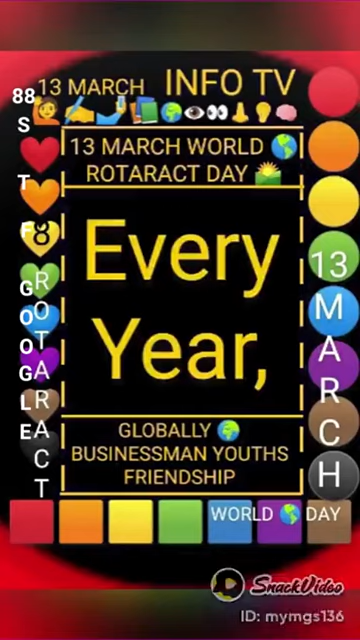 13 MARCH INFO TV
88
S
T
F
8
G
O
O
G
L
E
R
O
T
A
R
A
C
T
13 MARCH WORLD
ROTARACT DAY
Every
Year,
13
M
A
R
C
H
GLOBALLY
BUSINESSMAN YOUTHS
FRIENDSHIP
WORLD DAY
SnackVideo
ID: mymgs136